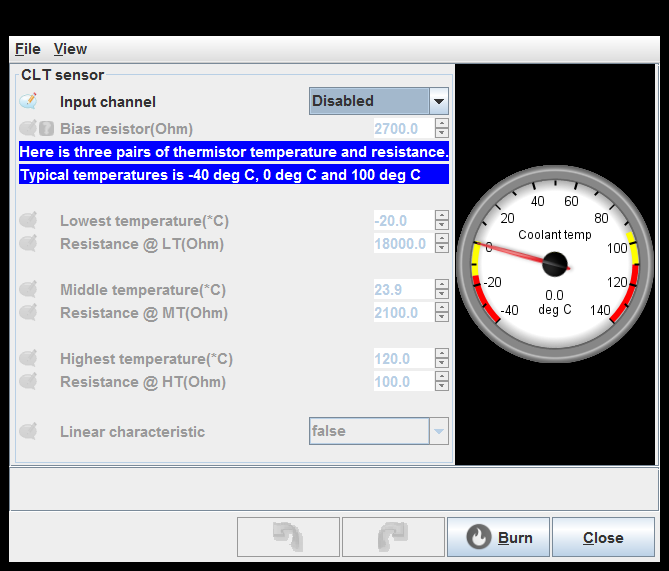 File View
CLT sensor
Input channel Disabled
Bias resistor(Ohm) 2700.0
Here is three pairs of thermistor temperature and resistance.
Typical temperatures is -40 deg C, 0 deg C and 100 deg C
Lowest temperature(*C) -20.0
Resistance @ LT(Ohm) 18000.0
Middle temperature(*C) 23.9
Resistance @ MT(Ohm) 2100.0
Highest temperature(*C) 120.0
Resistance @ HT(Ohm) 100.0
Linear characteristic false
40 60
20 80
Coolant temp
0 100
-20 120
0.0
-40 140
deg C
Burn Close